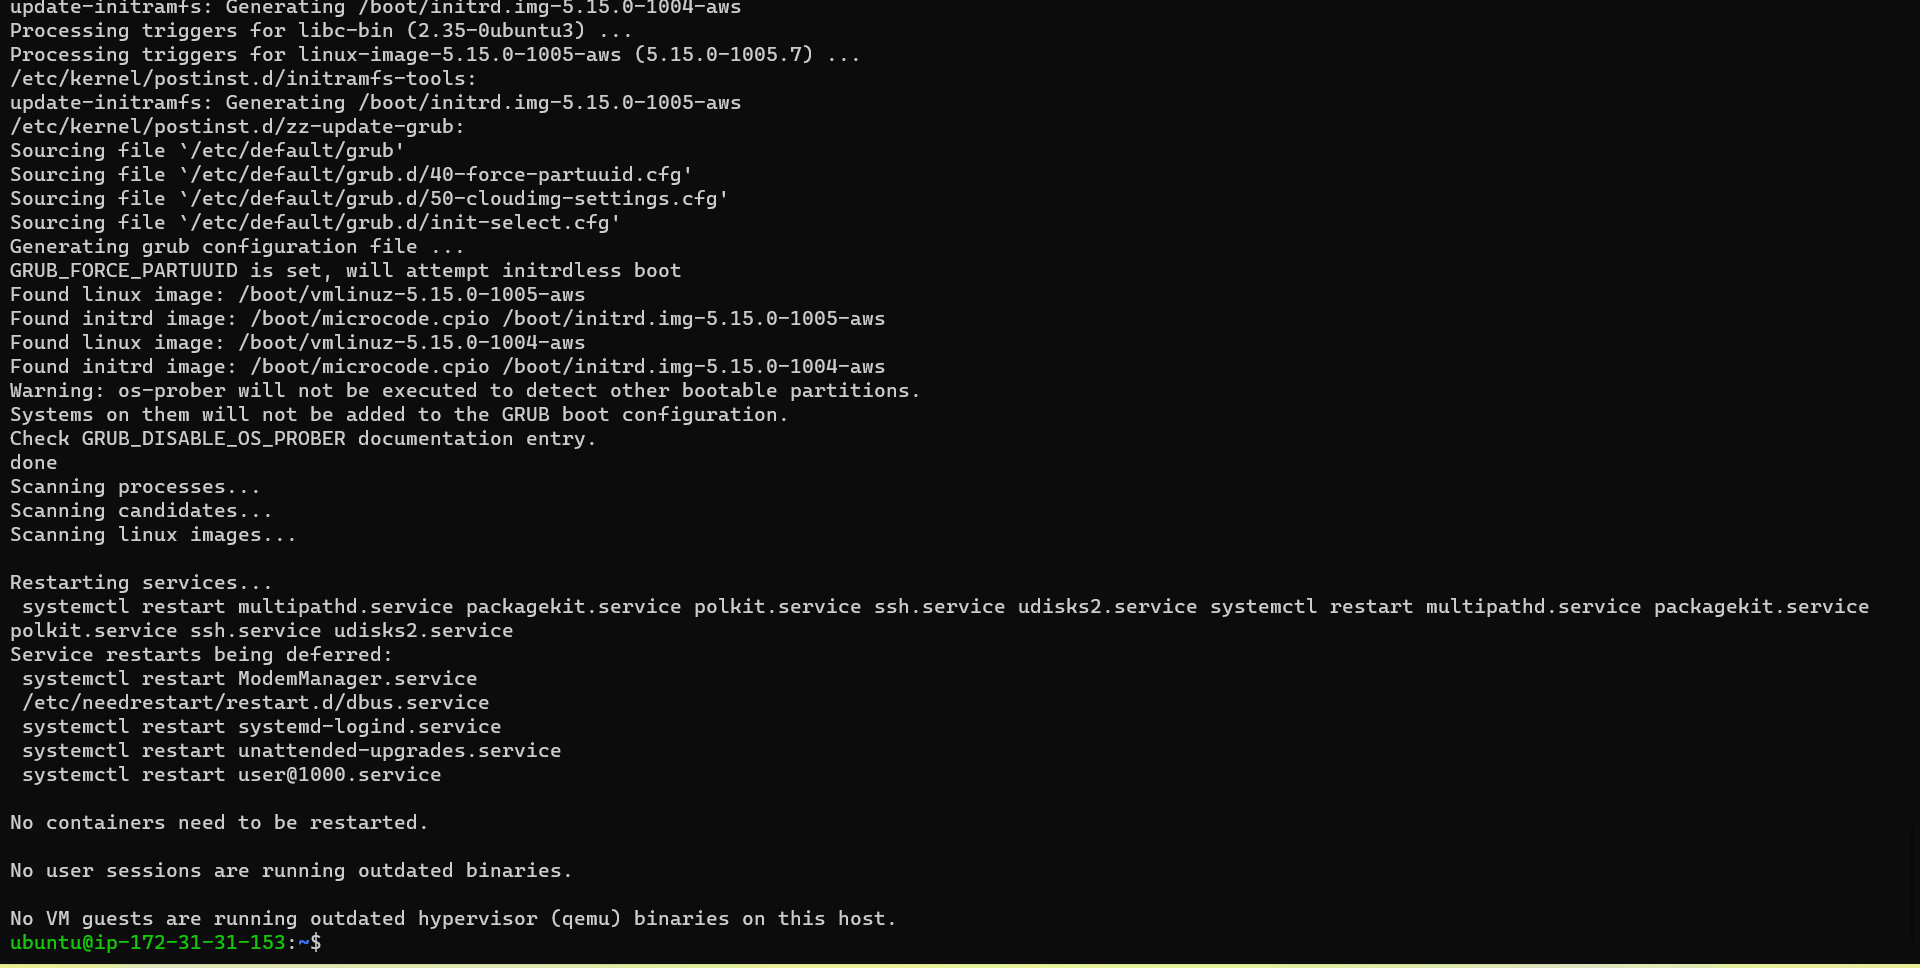 update-initramfs: Generating /boot/initrd.img-5.15.0-1004-aws
Processing triggers for libc-bin (2.35-0ubuntu3) ...
Processing triggers for linux-image-5.15.0-1005-aws (5.15.0-1005.7) ...
/etc/kernel/postinst.d/initramfs-tools:
update-initramfs: Generating /boot/initrd.img-5.15.0-1005-aws
/etc/kernel/postinst.d/zz-update-grub:
Sourcing file `/etc/default/grub'
Sourcing file `/etc/default/grub.d/40-force-partuuid.cfg'
Sourcing file `/etc/default/grub.d/50-cloudimg-settings.cfg'
Sourcing file `/etc/default/grub.d/init-select.cfg'
Generating grub configuration file ...
GRUB_FORCE_PARTUUID is set, will attempt initrdless boot
Found linux image: /boot/vmlinuz-5.15.0-1005-aws
Found initrd image: /boot/microcode.cpio /boot/initrd.img-5.15.0-1005-aws
Found linux image: /boot/vmlinuz-5.15.0-1004-aws
Found initrd image: /boot/microcode.cpio /boot/initrd.img-5.15.0-1004-aws
Warning: os-prober will not be executed to detect other bootable partitions.
Systems on them will not be added to the GRUB boot configuration.
Check GRUB_DISABLE_OS_PROBER documentation entry.
done
Scanning processes...
Scanning candidates...
Scanning linux images...

Restarting services...
 systemctl restart multipathd.service packagekit.service polkit.service ssh.service udisks2.service systemctl restart multipathd.service packagekit.service
polkit.service ssh.service udisks2.service
Service restarts being deferred:
 systemctl restart ModemManager.service
 /etc/needrestart/restart.d/dbus.service
 systemctl restart systemd-logind.service
 systemctl restart unattended-upgrades.service
 systemctl restart user@1000.service

No containers need to be restarted.

No user sessions are running outdated binaries.

No VM guests are running outdated hypervisor (qemu) binaries on this host.
ubuntu@ip-172-31-31-153:~$